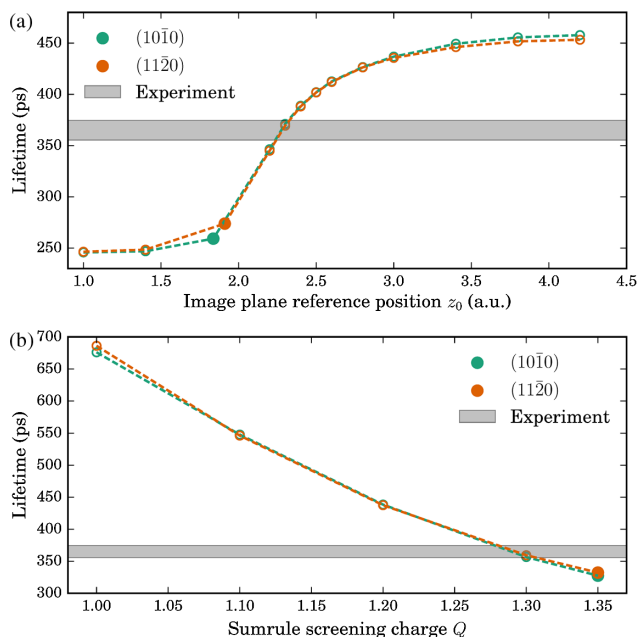 (a)
(101̄0)
(112̄0)
Experiment
Lifetime (ps)
450
400
350
300
250
1.0 1.5 2.0 2.5 3.0 3.5 4.0 4.5
Image plane reference position z₀ (a.u.)
(b)
(101̄0)
(112̄0)
Experiment
Lifetime (ps)
700
650
600
550
500
450
400
350
300
1.00 1.05 1.10 1.15 1.20 1.25 1.30 1.35
Sumrule screening charge Q